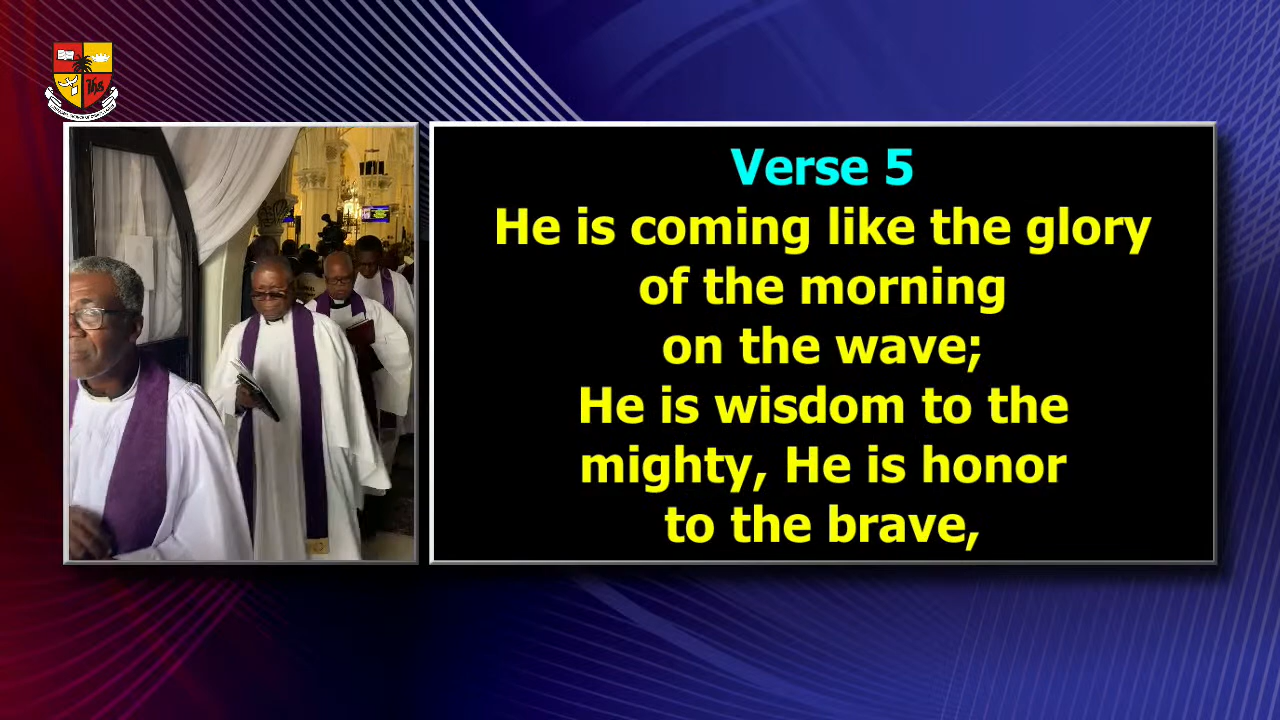 Verse 5
He is coming like the glory
of the morning
on the wave;
He is wisdom to the
mighty, He is honor
to the brave,